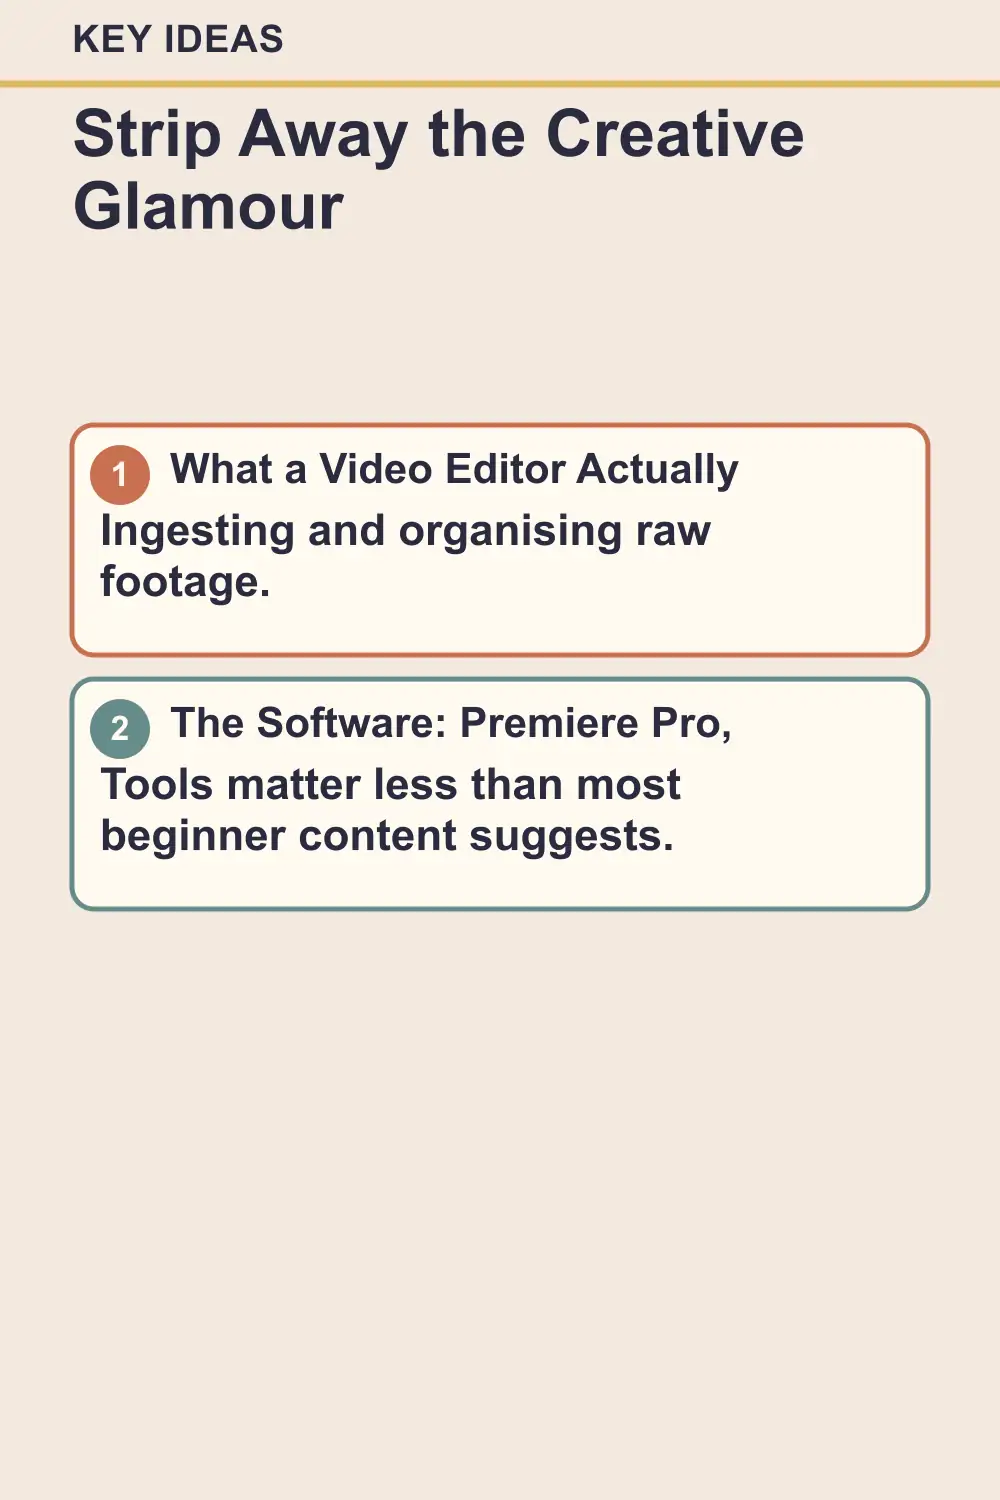 KEY IDEAS
Strip Away the Creative
Glamour
1 What a Video Editor Actually
Ingesting and organising raw
footage.
2 The Software: Premiere Pro,
Tools matter less than most
beginner content suggests.